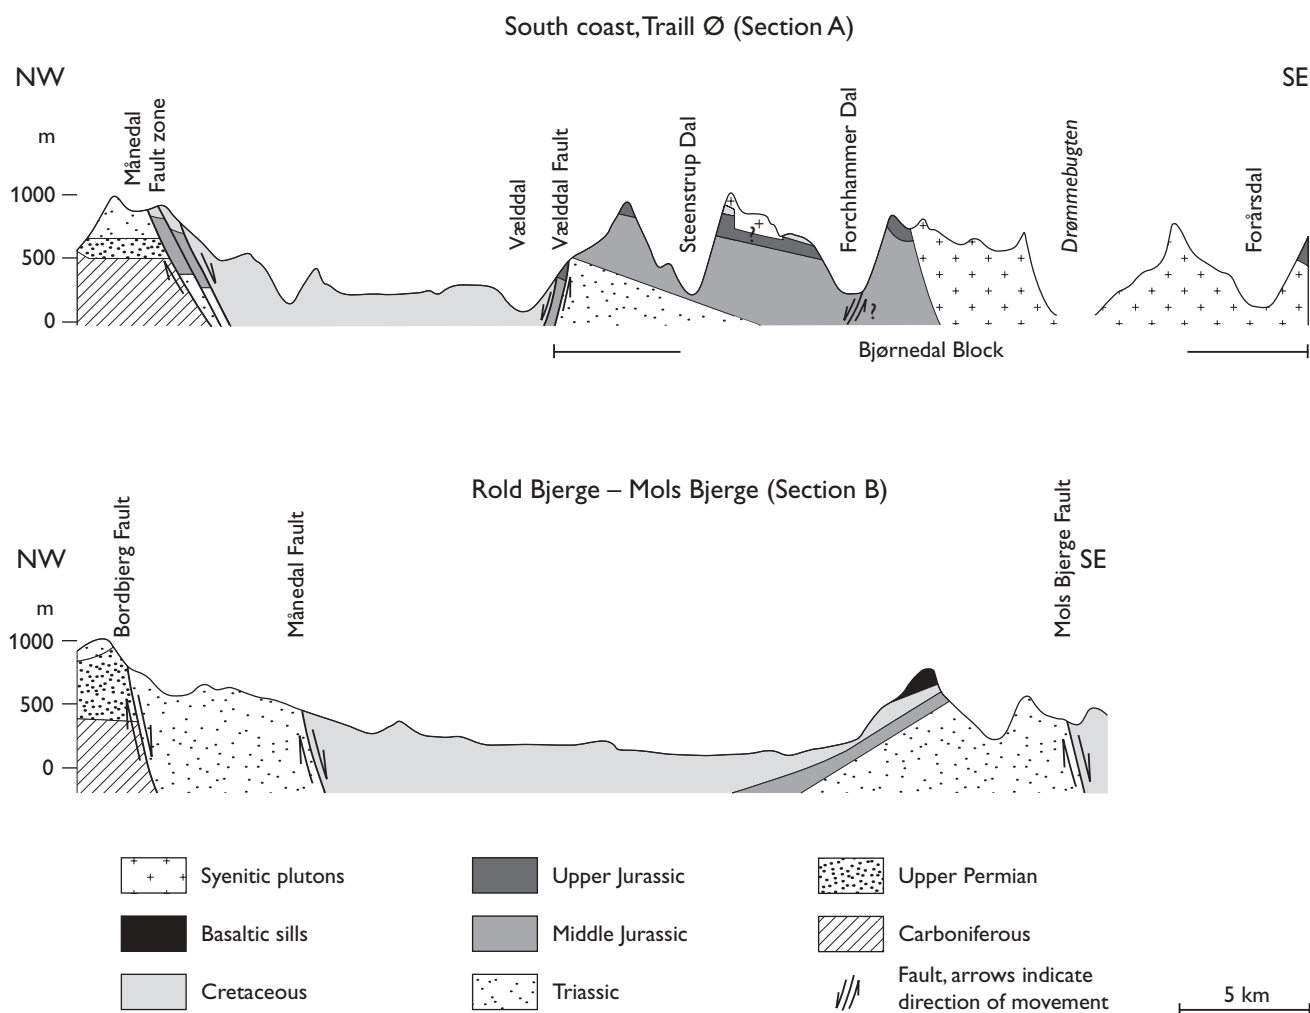 South coast, Traill Ø (Section A)
NW
SE
m
Månedal
Fault zone
Vælddal
Vælddal Fault
Steenstrup Dal
Forchhammer Dal
Drømmebugten
Forårsdal
1000
500
0
?
?
Bjørnedal Block
Rold Bjerge – Mols Bjerge (Section B)
NW
SE
m
Bordbjerg Fault
Månedal Fault
Mols Bjerge Fault
1000
500
0
Syenitic plutons
Upper Jurassic
Upper Permian
Basaltic sills
Middle Jurassic
Carboniferous
Cretaceous
Triassic
Fault, arrows indicate
direction of movement
5 km